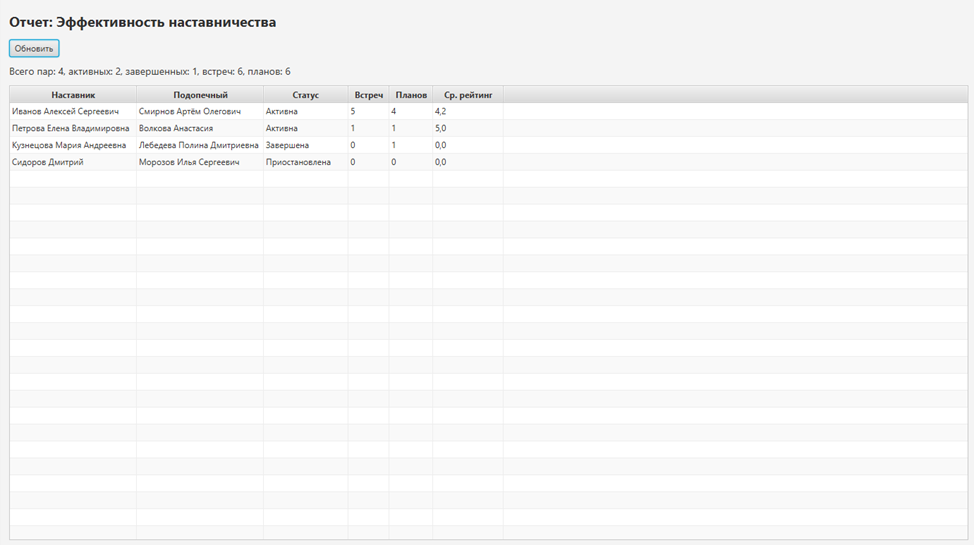 Отчет: Эффективность наставничества
Обновить
Всего пар: 4, активных: 2, завершенных: 1, встреч: 6, планов: 6
Наставник Подопечный Статус Встреч Планов Ср. рейтинг
Иванов Алексей Сергеевич Смирнов Артём Олегович Активна 5 4 4,2
Петрова Елена Владимировна Волкова Анастасия Активна 1 1 5,0
Кузнецова Мария Андреевна Лебедева Полина Дмитриевна Завершена 0 1 0,0
Сидоров Дмитрий Морозов Илья Сергеевич Приостановлена 0 0 0,0